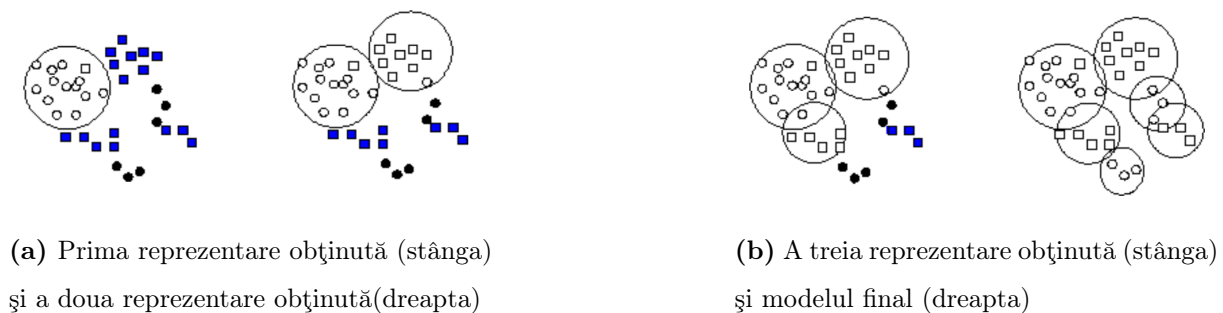 (a) Prima reprezentare obţinută (stânga)
şi a doua reprezentare obţinută(dreapta)
(b) A treia reprezentare obţinută (stânga)
şi modelul final (dreapta)